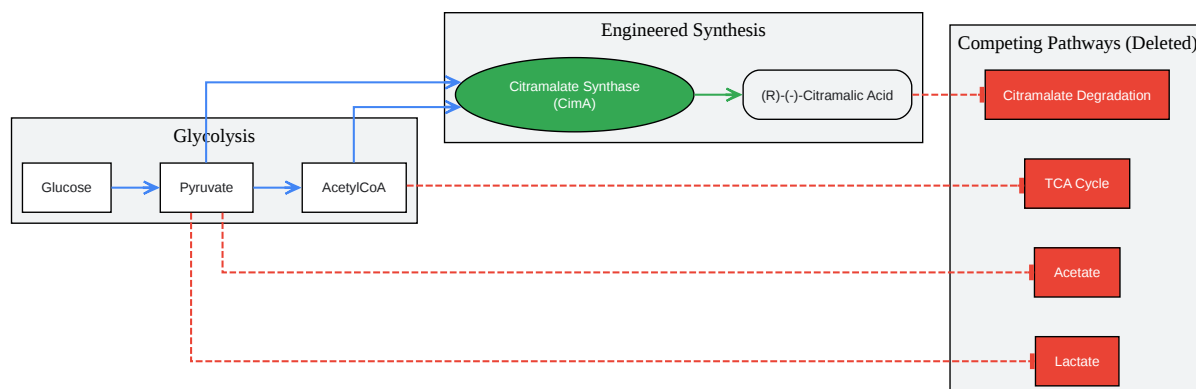 Engineered Synthesis
Competing Pathways (Deleted)
Citramalate Synthase
(CimA)
(R)-(-)-Citramalic Acid
Citramalate Degradation
Glycolysis
Glucose
Pyruvate
AcetylCoA
TCA Cycle
Acetate
Lactate